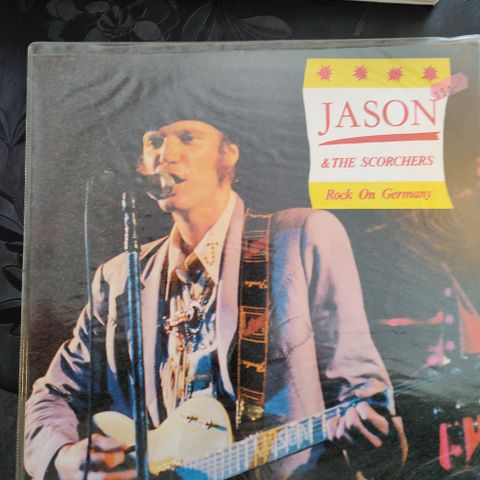 JASON
& THE SCORCHERS
Rock On Germany